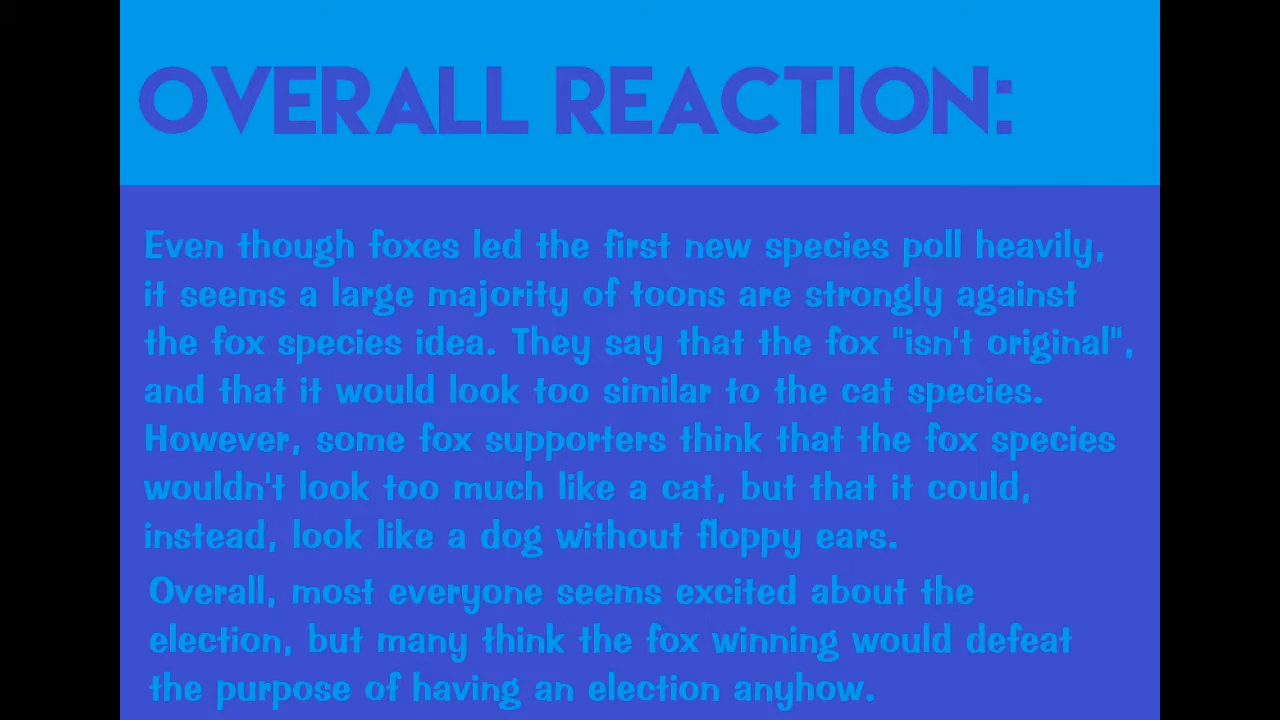 OVERALL REACTION:
Even though foxes led the first new species poll heavily,
it seems a large majority of toons are strongly against
the fox species idea. They say that the fox "isn't original",
and that it would look too similar to the cat species.
However, some fox supporters think that the fox species
wouldn't look too much like a cat, but that it could,
instead, look like a dog without floppy ears.
Overall, most everyone seems excited about the
election, but many think the fox winning would defeat
the purpose of having an election anyhow.